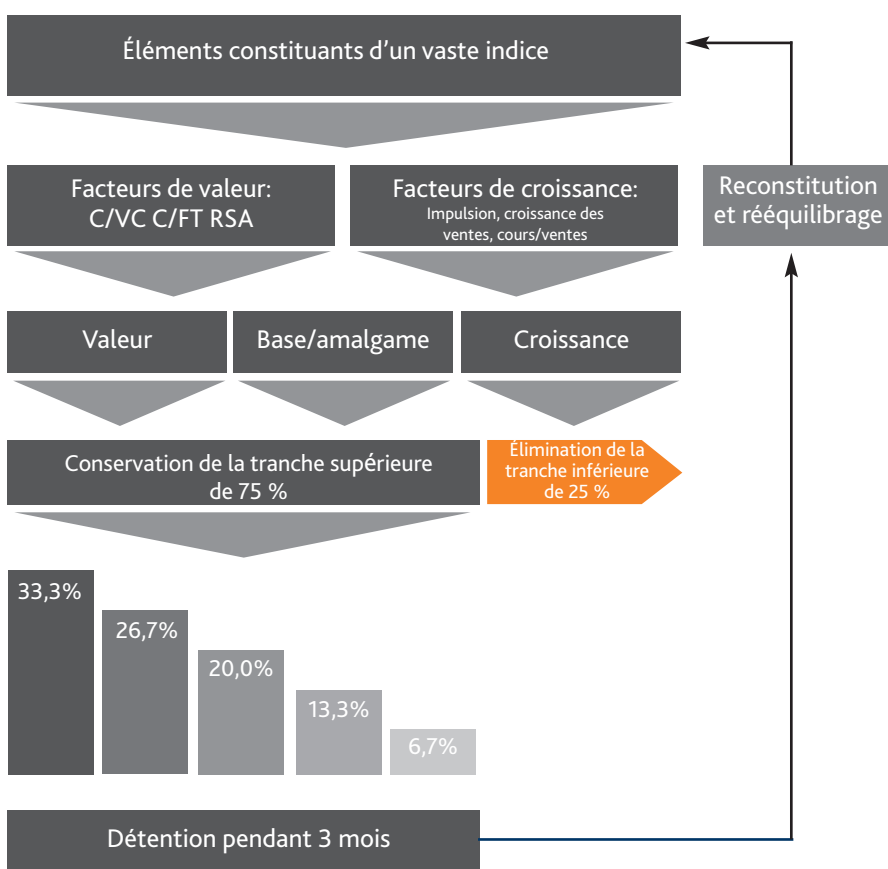 Éléments constituants d'un vaste indice
Facteurs de valeur:
C/VC C/FT RSA
Facteurs de croissance:
Impulsion, croissance des
ventes, cours/ventes
Reconstitution
et rééquilibrage
Valeur
Base/amalgame
Croissance
Conservation de la tranche supérieure
de 75 %
Élimination de la
tranche inférieure
de 25 %
33,3%
26,7%
20,0%
13,3%
6,7%
Détention pendant 3 mois